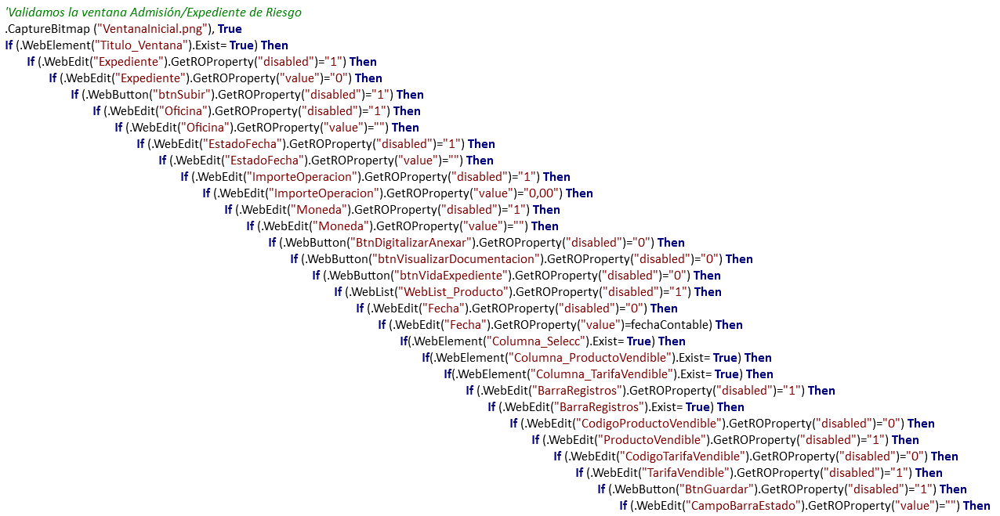 'Validamos la ventana Admisión/Expediente de Riesgo
.CaptureBitmap ("VentanaInicial.png"), True
If (.WebElement("Titulo_Ventana").Exist= True) Then
If (.WebEdit("Expediente").GetROProperty("disabled")="1") Then
If (.WebEdit("Expediente").GetROProperty("value")="0") Then
If (.WebButton("btnSubir").GetROProperty("disabled")="1") Then
If (.WebEdit("Oficina").GetROProperty("disabled")="1") Then
If (.WebEdit("Oficina").GetROProperty("value")="") Then
If (.WebEdit("EstadoFecha").GetROProperty("disabled")="1") Then
If (.WebEdit("EstadoFecha").GetROProperty("value")="") Then
If (.WebEdit("ImporteOperacion").GetROProperty("disabled")="1") Then
If (.WebEdit("ImporteOperacion").GetROProperty("value")="0,00") Then
If (.WebEdit("Moneda").GetROProperty("disabled")="1") Then
If (.WebEdit("Moneda").GetROProperty("value")="") Then
If (.WebButton("BtnDigitalizarAnexar").GetROProperty("disabled")="0") Then
If (.WebButton("btnVisualizarDocumentacion").GetROProperty("disabled")="0") Then
If (.WebButton("btnVidaExpediente").GetROProperty("disabled")="0") Then
If (.WebList("WebList_Producto").GetROProperty("disabled")="1") Then
If (.WebEdit("Fecha").GetROProperty("disabled")="0") Then
If (.WebEdit("Fecha").GetROProperty("value")=fechaContable) Then
If(.WebElement("Columna_Selecc").Exist= True) Then
If(.WebElement("Columna_ProductoVendible").Exist= True) Then
If(.WebElement("Columna_TarifaVendible").Exist= True) Then
If (.WebEdit("BarraRegistros").GetROProperty("disabled")="1") Then
If (.WebEdit("BarraRegistros").Exist= True) Then
If (.WebEdit("CodigoProductoVendible").GetROProperty("disabled")="0") Then
If (.WebEdit("ProductoVendible").GetROProperty("disabled")="1") Then
If (.WebEdit("CodigoTarifaVendible").GetROProperty("disabled")="0") Then
If (.WebEdit("TarifaVendible").GetROProperty("disabled")="1") Then
If (.WebButton("BtnGuardar").GetROProperty("disabled")="1") Then
If (.WebEdit("CampoBarraEstado").GetROProperty("value")="") Then